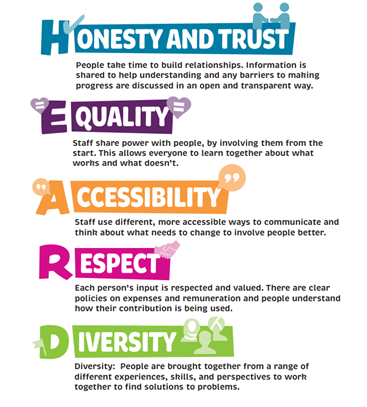 HONESTY AND TRUST
People take time to build relationships. Information is
shared to help understanding and any barriers to making
progress are discussed in an open and transparent way.
EQUALITY
Staff share power with people, by involving them from the
start. This allows everyone to learn together about what
works and what doesn't.
ACCESSIBILITY
Staff use different, more accessible ways to communicate and
think about what needs to change to involve people better.
RESPECT
Each person's input is respected and valued. There are clear
policies on expenses and remuneration and people understand
how their contribution is being used.
DIVERSITY
Diversity: People are brought together from a range of
different experiences, skills, and perspectives to work
together to find solutions to problems.